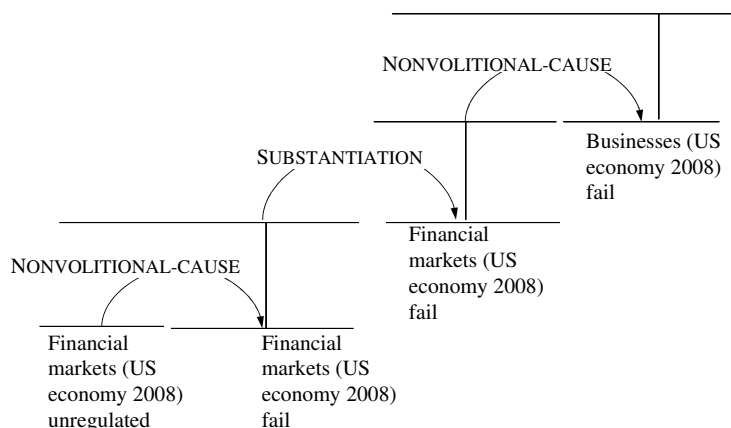 NONVOLITIONAL-CAUSE
Businesses (US
economy 2008)
fail
SUBSTANTIATION
Financial
markets (US
economy 2008)
fail
NONVOLITIONAL-CAUSE
Financial
markets (US
economy 2008)
unregulated
Financial
markets (US
economy 2008)
fail